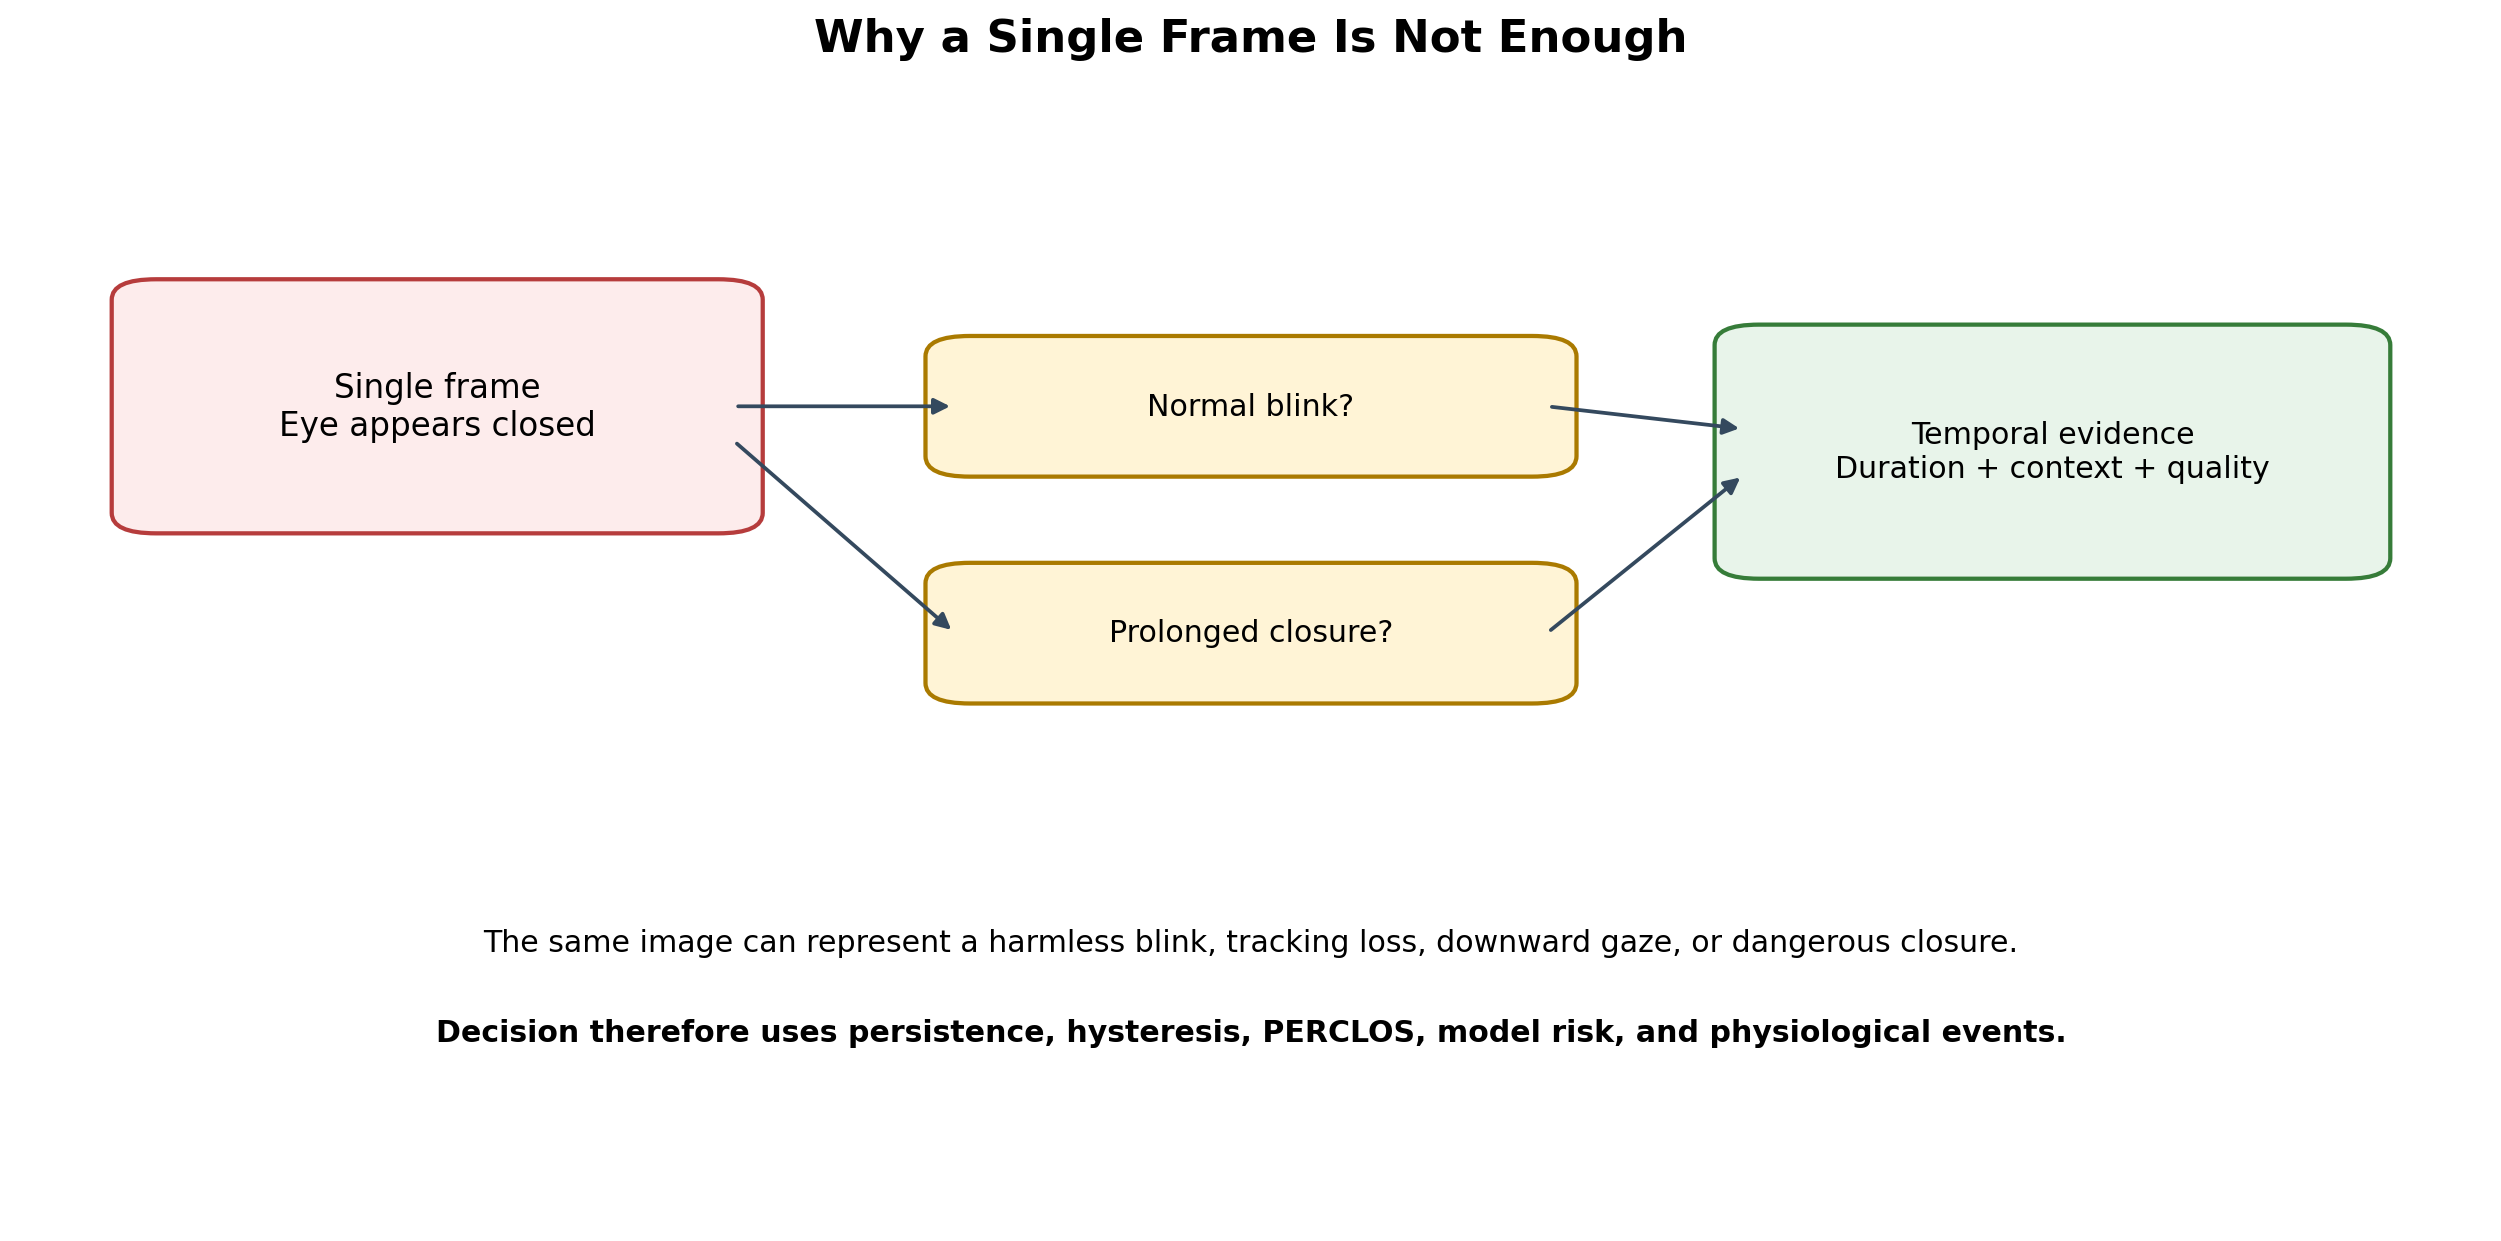 Why a Single Frame Is Not Enough
Single frame
Eye appears closed
Normal blink?
Prolonged closure?
Temporal evidence
Duration + context + quality
The same image can represent a harmless blink, tracking loss, downward gaze, or dangerous closure.
Decision therefore uses persistence, hysteresis, PERCLOS, model risk, and physiological events.